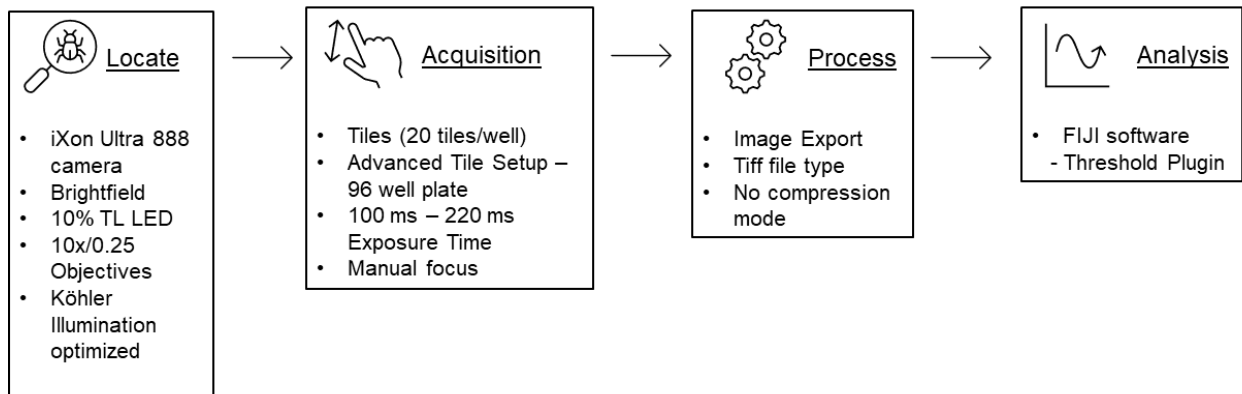 Locate
• iXon Ultra 888
camera
• Brightfield
• 10% TL LED
• 10x/0.25
Objectives
• Köhler
Illumination
optimized
Acquisition
• Tiles (20 tiles/well)
• Advanced Tile Setup –
96 well plate
• 100 ms – 220 ms
Exposure Time
• Manual focus
Process
• Image Export
• Tiff file type
• No compression
mode
Analysis
• FIJI software
- Threshold Plugin